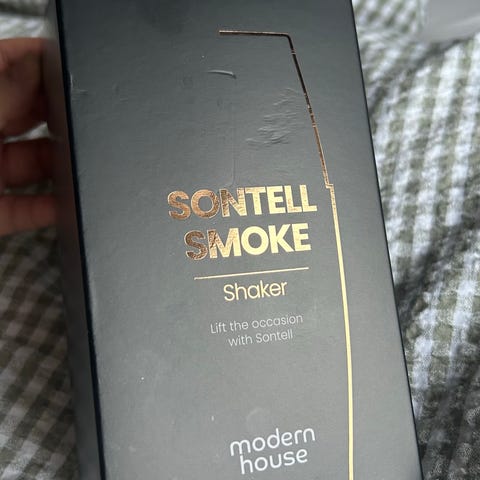 SONTELL
SMOKE
Shaker
Lift the occasion
with Sontell
modern
house